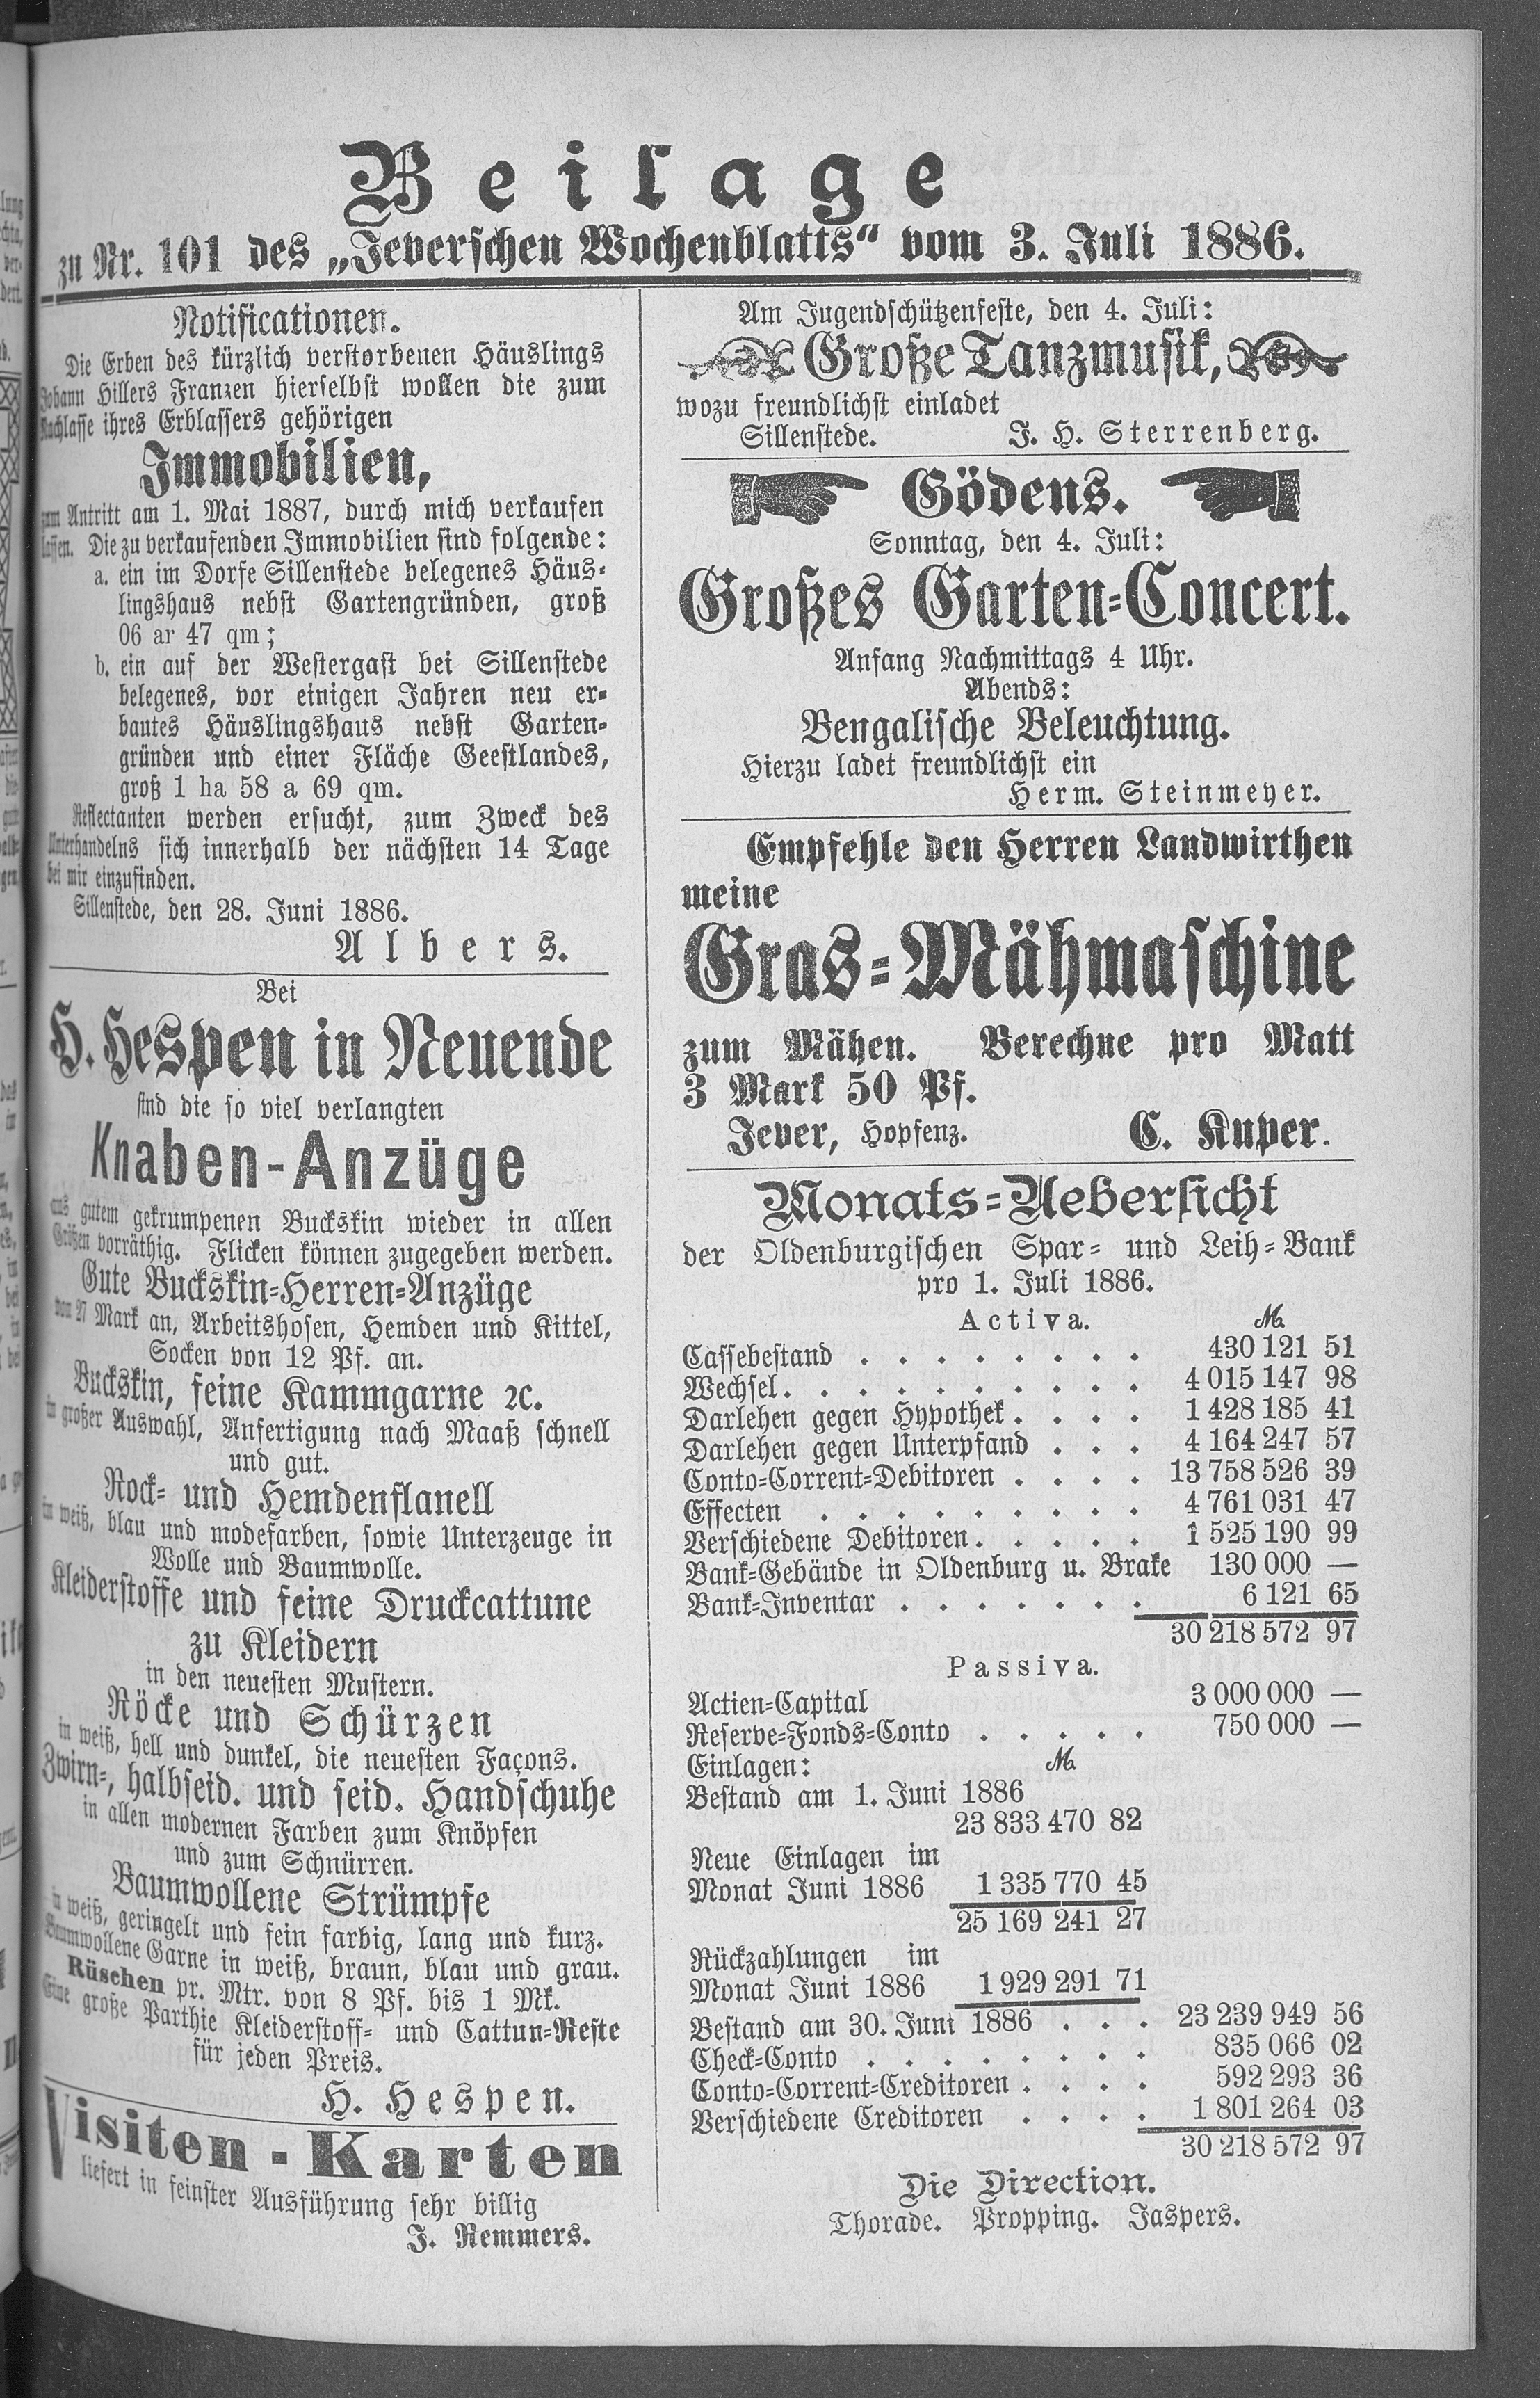 Beilage
zu Nr. 101 des „Jeverschen Wochenblatts“ vom 3. Juli 1886.
Notificationen.
Die Erben des kürzlich verstorbenen Häuslings
Johann Hillers Franzen hierselbst wollen die zum
Nachlasse ihres Erblassers gehörigen
Immobilien,
zum Antritt am 1. Mai 1887, durch mich verkaufen
lassen. Die zu verkaufenden Immobilien sind folgende:
a. ein im Dorfe Sillenstede belegenes Häus-
lingshaus nebst Gartengründen, groß
06 ar 47 qm;
b. ein auf der Westergast bei Sillenstede
belegenes, vor einigen Jahren neu er-
bautes Häuslingshaus nebst Garten-
gründen und einer Fläche Geestlandes,
groß 1 ha 58 a 69 qm.
Reflectanten werden ersucht, zum Zweck des
Unterhandelns sich innerhalb der nächsten 14 Tage
bei mir einzufinden.
Sillenstede, den 28. Juni 1886.
Albers.
Bei
H. Hespen in Neuende
sind die so viel verlangten
Knaben-Anzüge
aus gutem gekrumpenen Buckskin wieder in allen
Größen vorräthig. Flicken können zugegeben werden.
Gute Buckskin-Herren-Anzüge
von 27 Mark an, Arbeitshosen, Hemden und Kittel,
Socken von 12 Pf. an.
Buckskin, feine Kammgarne ꝛc.
in großer Auswahl, Anfertigung nach Maaß schnell
und gut.
Rock- und Hemdenflanell
in weiß, blau und modefarben, sowie Unterzeuge in
Wolle und Baumwolle.
Kleiderstoffe und feine Druckcattune
zu Kleidern
in den neuesten Mustern.
Röcke und Schürzen
in weiß, hell und dunkel, die neuesten Façons.
Zwirn-, halbseid. und seid. Handschuhe
in allen modernen Farben zum Knöpfen
und zum Schnürren.
Baumwollene Strümpfe
in weiß, geringelt und fein farbig, lang und kurz.
Baumwollene Garne in weiß, braun, blau und grau.
Rüschen pr. Mtr. von 8 Pf. bis 1 Mk.
Eine große Parthie Kleiderstoff- und Cattun-Reste
für jeden Preis.
H. Hespen.
Visiten-Karten
liefert in feinster Ausführung sehr billig
J. Remmers.
Am Jugendschützenfeste, den 4. Juli:
Große Tanzmusik,
wozu freundlichst einladet
Sillenstede. J. H. Sterrenberg.
Gödens.
Sonntag, den 4. Juli:
Großes Garten-Concert.
Anfang Nachmittags 4 Uhr.
Abends:
Bengalische Beleuchtung.
Hierzu ladet freundlichst ein
Herm. Steinmeyer.
Empfehle den Herren Landwirthen
meine
Gras-Mähmaschine
zum Mähen. Berechne pro Matt
3 Mark 50 Pf.
Jever, Hopfenz. C. Kuper.
Monats-Uebersicht
der Oldenburgischen Spar- und Leih-Bank
pro 1. Juli 1886.
Activa. M.
Cassebestand . . . . . . . . 430 121 51
Wechsel. . . . . . . . . . 4 015 147 98
Darlehen gegen Hypothek . . . . 1 428 185 41
Darlehen gegen Unterpfand . . . 4 164 247 57
Conto-Corrent-Debitoren . . . . 13 758 526 39
Effecten . . . . . . . . . 4 761 031 47
Verschiedene Debitoren. . . . . 1 525 190 99
Bank-Gebäude in Oldenburg u. Brake 130 000 —
Bank-Inventar . . . . . . . 6 121 65
30 218 572 97
Passiva.
Actien-Capital 3 000 000 —
Reserve-Fonds-Conto . . . . . 750 000 —
Einlagen: M.
Bestand am 1. Juni 1886
23 833 470 82
Neue Einlagen im
Monat Juni 1886 1 335 770 45
25 169 241 27
Rückzahlungen im
Monat Juni 1886 1 929 291 71
Bestand am 30. Juni 1886 . . . 23 239 949 56
Check-Conto . . . . . . . . 835 066 02
Conto-Corrent-Creditoren . . . . 592 293 36
Verschiedene Creditoren . . . . 1 801 264 03
30 218 572 97
Die Direction.
Thorade. Propping. Jaspers.